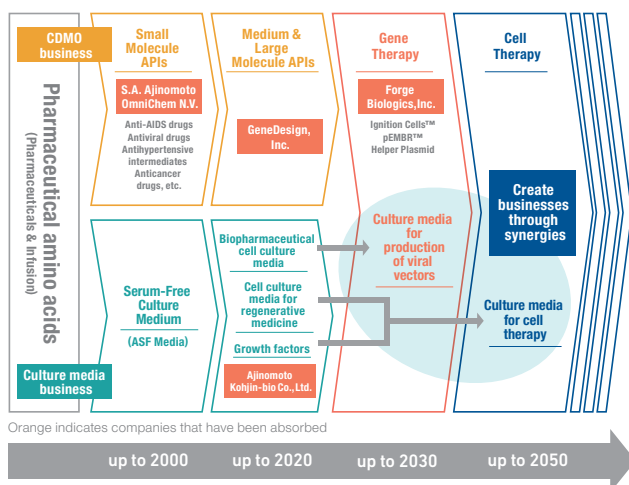 CDMO
business
Pharmaceutical amino acids
(Pharmaceuticals & Infusion)
Culture media
business
Small
Molecule
APIs
S.A. Ajinomoto
OmniChem N.V.
Anti-AIDS drugs
Antiviral drugs
Antihypertensive
intermediates
Anticancer
drugs, etc.
Medium &
Large
Molecule APIs
GeneDesign,
Inc.
Gene
Therapy
Forge
Biologics,Inc.
Ignition Cells™
pEMBR™
Helper Plasmid
Cell
Therapy
Create
businesses
through
synergies
Serum-Free
Culture
Medium
(ASF Media)
Biopharmaceutical
cell culture
media
Cell culture
media for
regenerative
medicine
Growth factors
Ajinomoto
Kohjin-bio Co., Ltd.
Culture media
for
production
of viral
vectors
Culture media
for cell
therapy
Orange indicates companies that have been absorbed
up to 2000
up to 2020
up to 2030
up to 2050